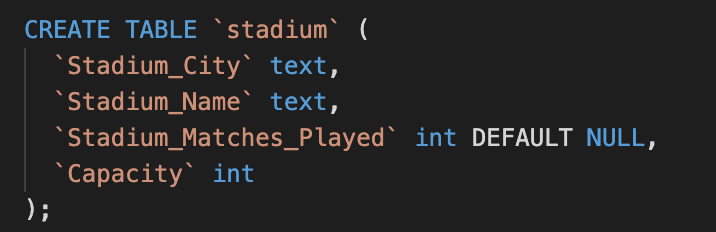 CREATE TABLE `stadium` (
`Stadium_City` text,
`Stadium_Name` text,
`Stadium_Matches_Played` int DEFAULT NULL,
`Capacity` int
);